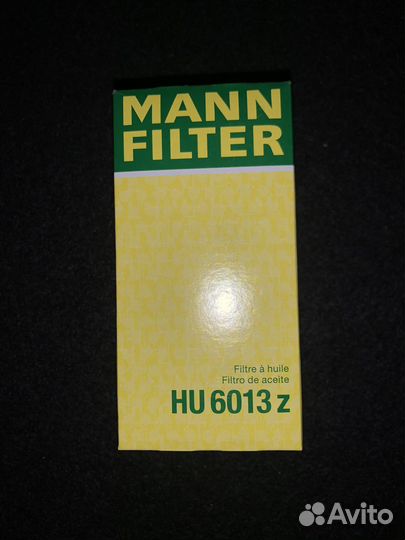 MANN
FILTER
Filtre à huile
Filtro de aceite
HU 6013 z
Avito